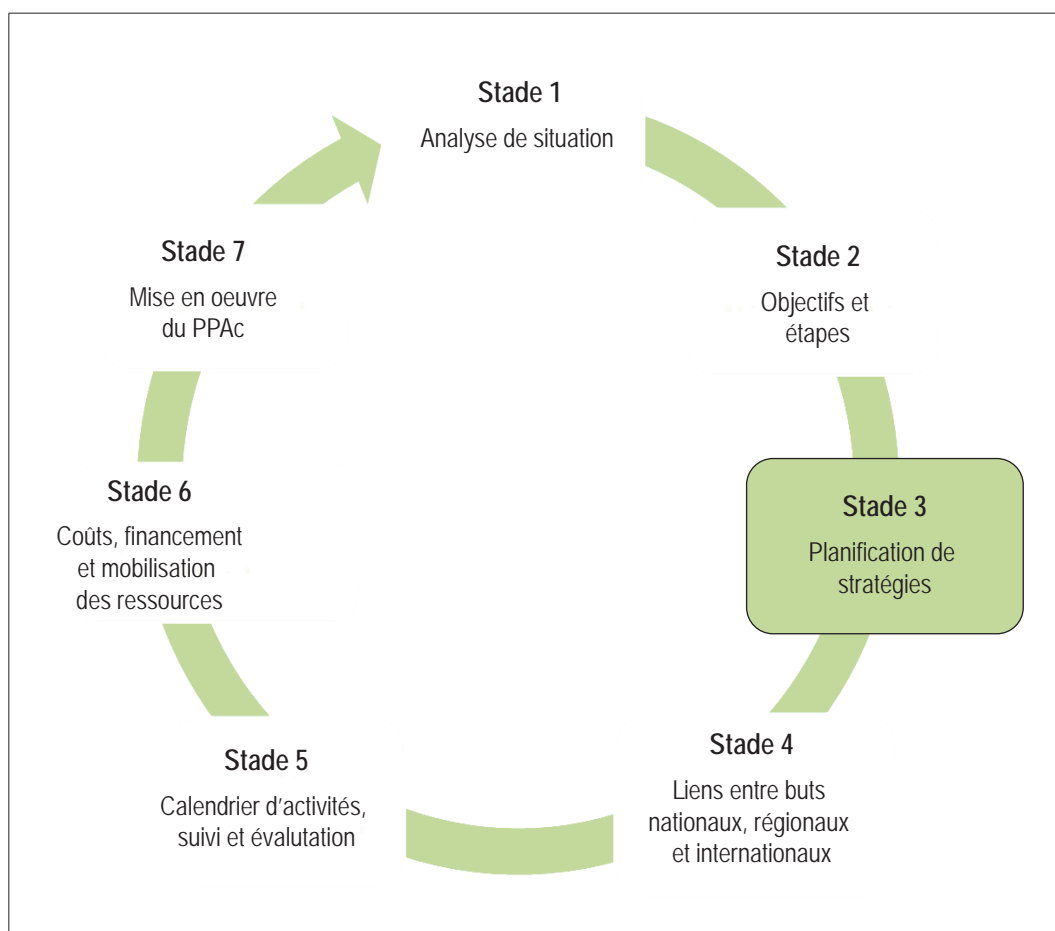 Stade 1
Analyse de situation
Stade 2
Objectifs et
étapes
Stade 3
Planification de
stratégies
Stade 4
Liens entre buts
nationaux, régionaux
et internationaux
Stade 5
Calendrier d'activités,
suivi et évalutation
Stade 6
Coûts, financement
et mobilisation
des ressources
Stade 7
Mise en oeuvre
du PPAc